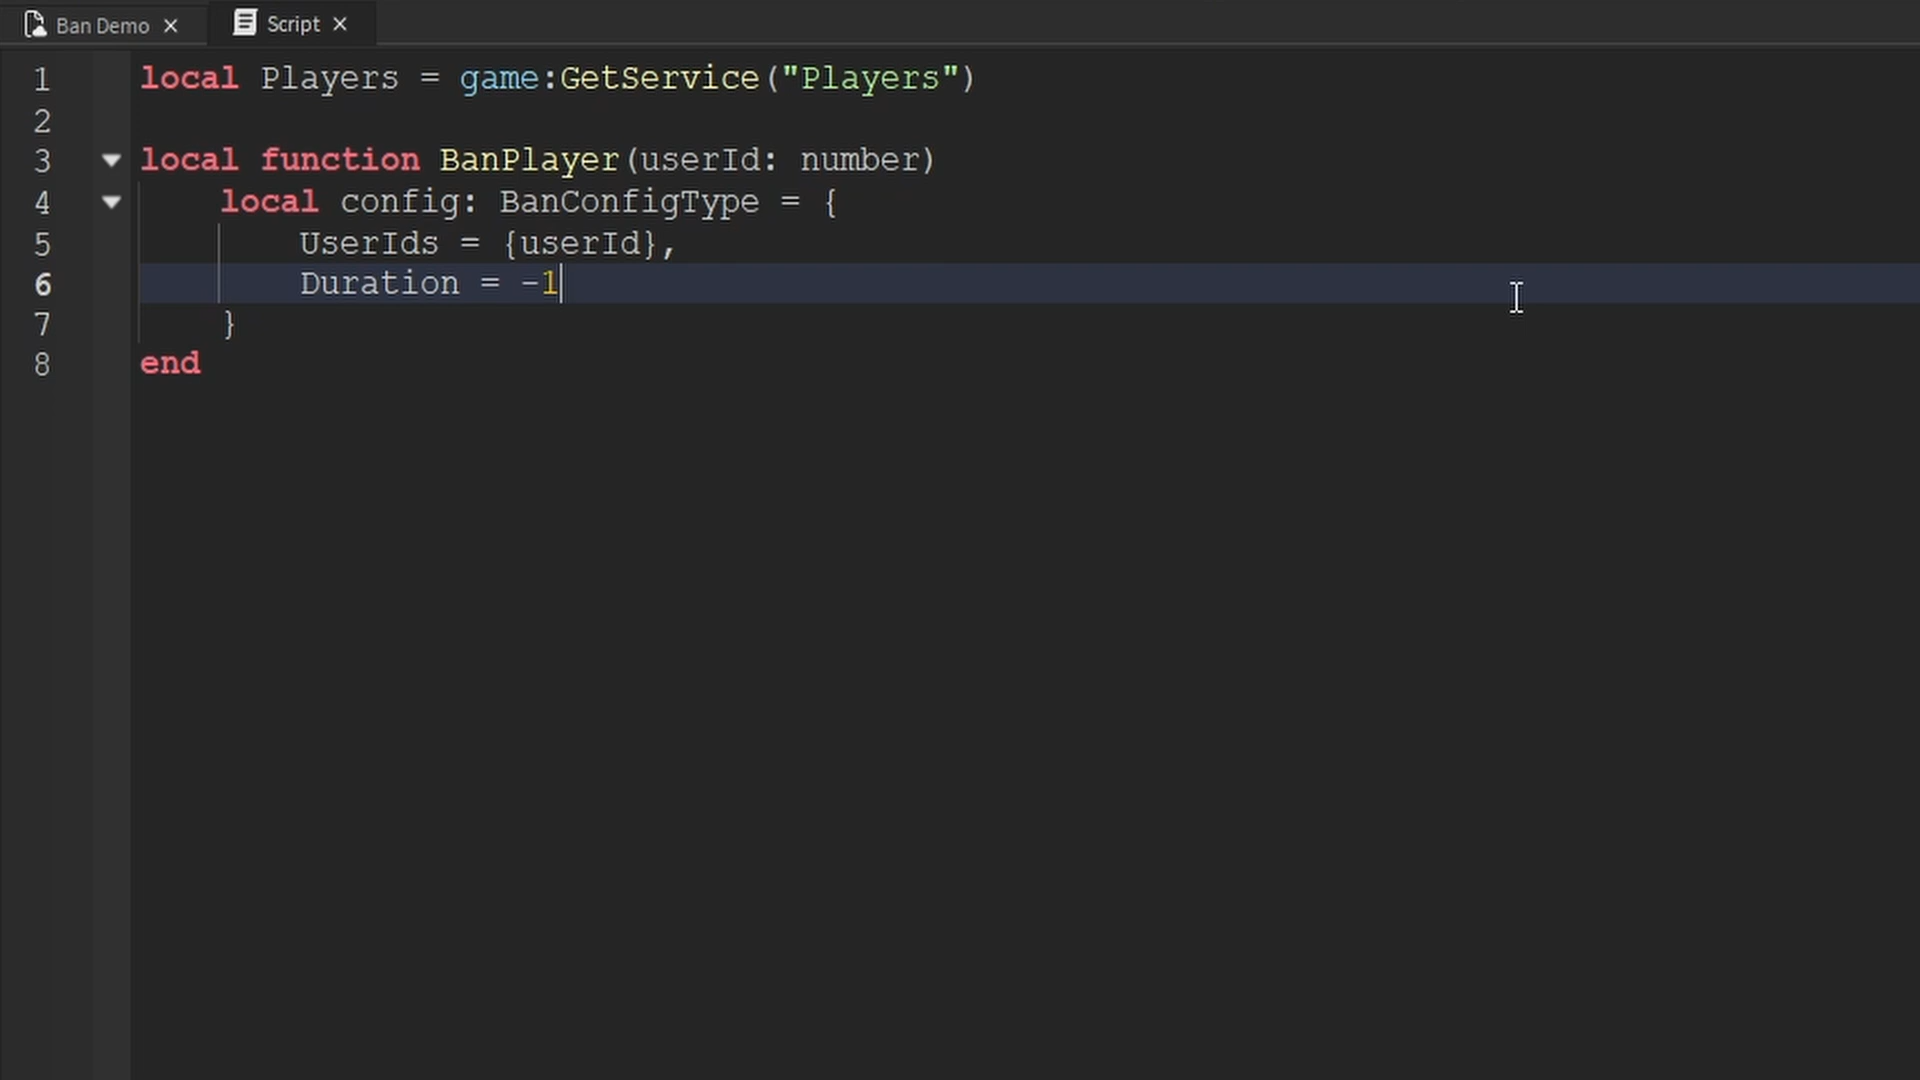 Ban Demo
Script
1 local Players = game:GetService("Players")
2
3 local function BanPlayer(userId: number)
4 local config: BanConfigType = {
5 UserIds = {userId},
6 Duration = -1
7 }
8 end